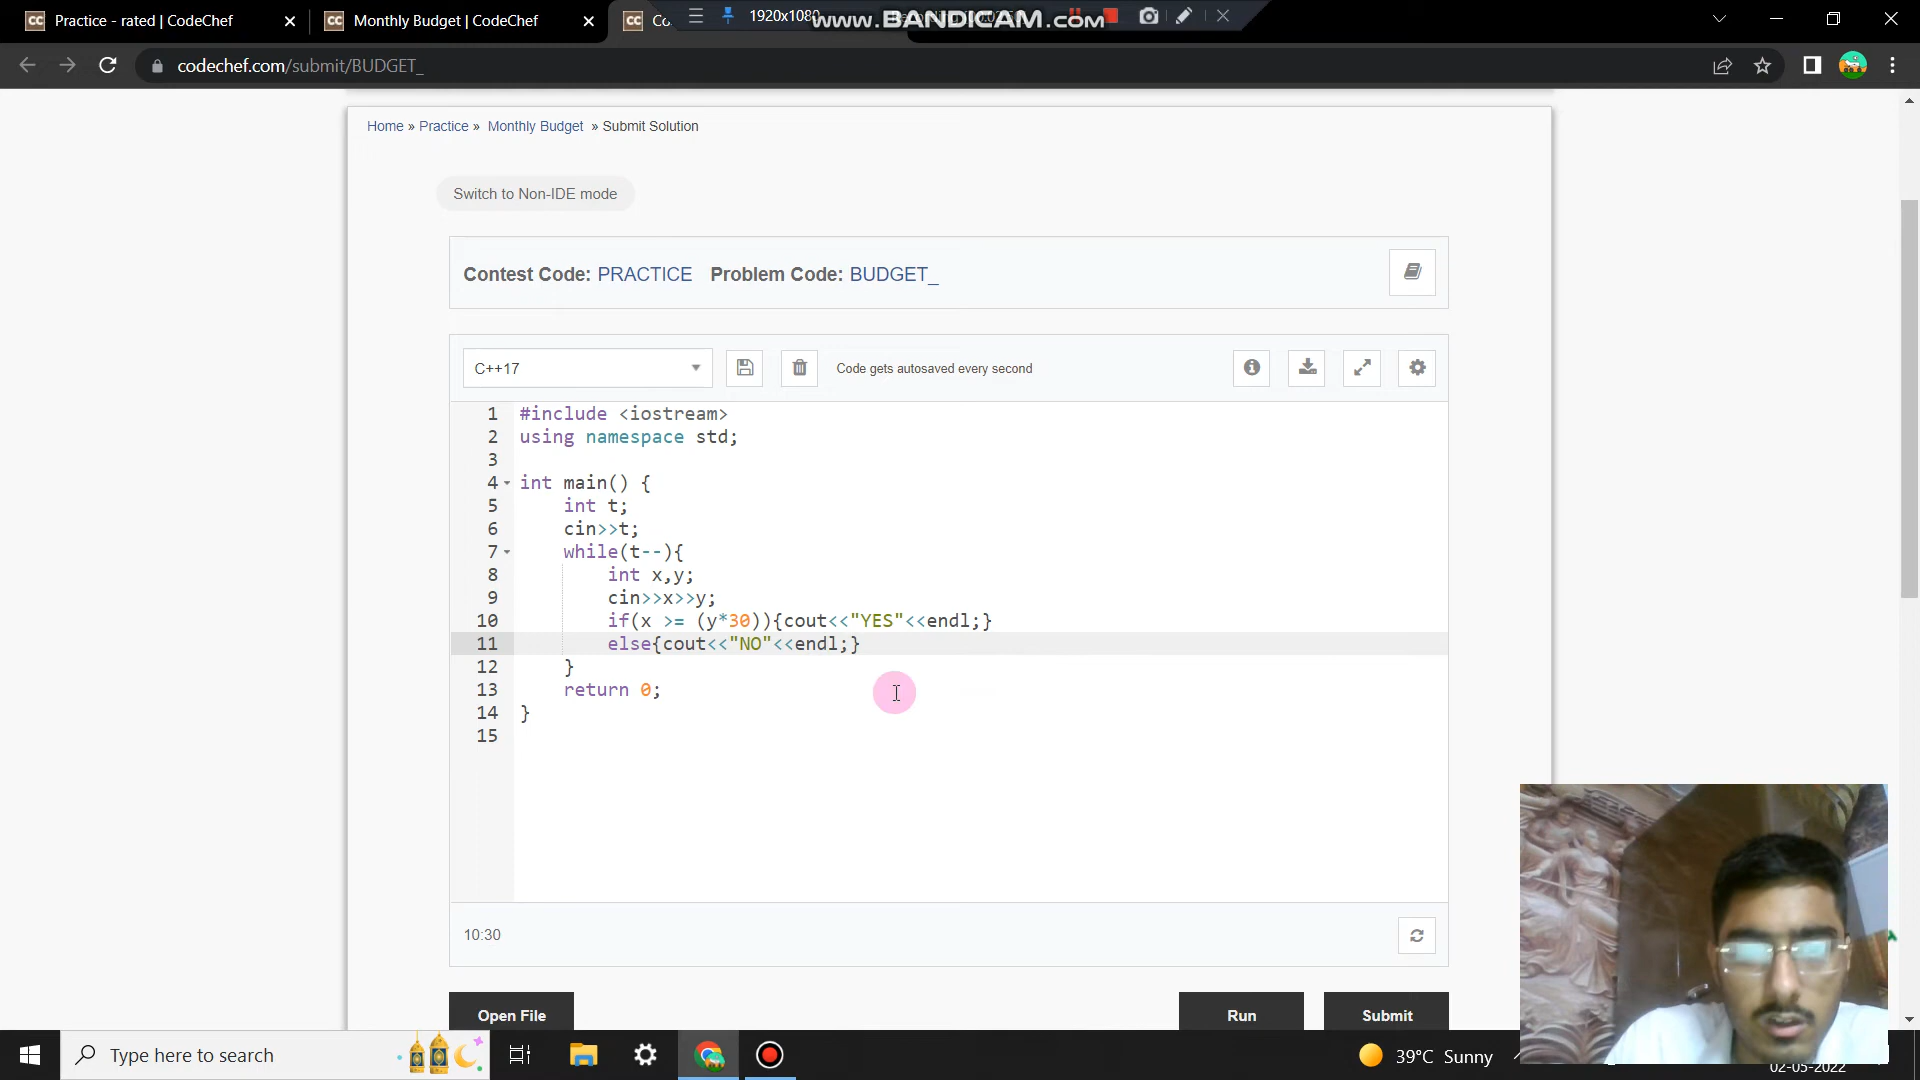 Practice - rated | CodeChef
Monthly Budget | CodeChef
1920x1080
www.BANDICAM.com
codechef.com/submit/BUDGET_
Home » Practice » Monthly Budget » Submit Solution
Switch to Non-IDE mode
Contest Code: PRACTICE Problem Code: BUDGET_
C++17
Code gets autosaved every second
1 #include <iostream>
2 using namespace std;
3
4 int main() {
5 int t;
6 cin>>t;
7 while(t--){
8 int x,y;
9 cin>>x>>y;
10 if(x >= (y*30)){cout<<"YES"<<endl;}
11 else{cout<<"NO"<<endl;}
12 }
13 return 0;
14 }
15
10:30
Open File
Run
Submit
Type here to search
39°C Sunny
02-05-2022